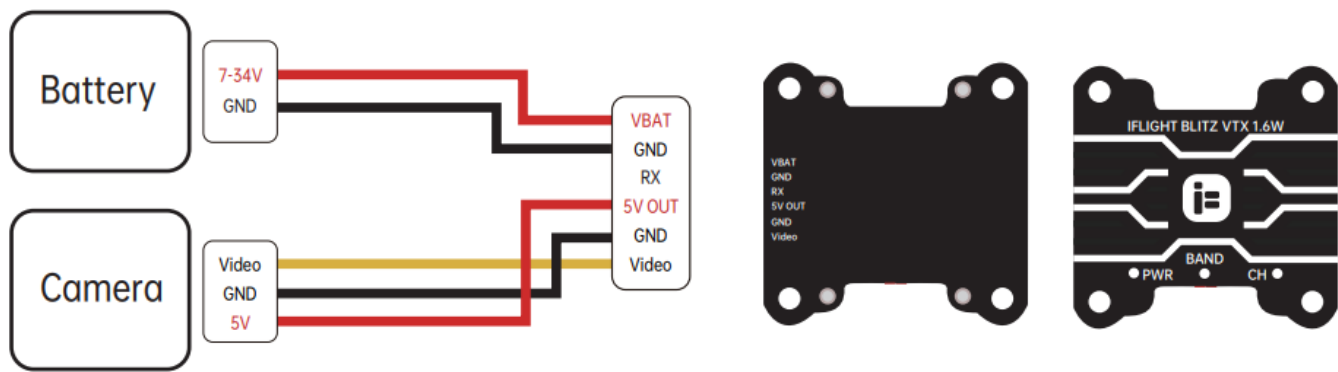 Battery
7-34V
GND
Camera
Video
GND
5V
VBAT
GND
RX
5V OUT
GND
Video
VBAT
GND
RX
5V OUT
GND
Video
IFLIGHT BLITZ VTX 1.6W
BAND
PWR
CH